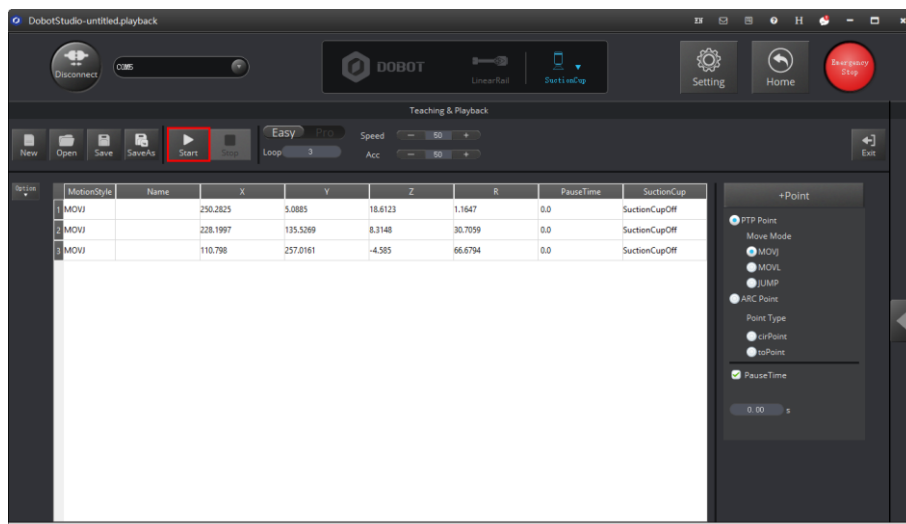 DobotStudio-untitled.playback
H
Disconnect
COM5
DOBOT
LinearRail
SuctionCup
Setting
Home
Emergency Stop
Teaching & Playback
New
Open
Save
SaveAs
Start
Stop
Easy Pro
Loop 3
Speed − 50 +
Acc − 50 +
Exit
Option
MotionStyle Name X Y Z R PauseTime SuctionCup
1 MOVJ 250.2825 5.0885 18.6123 1.1647 0.0 SuctionCupOff
2 MOVJ 228.1997 135.5269 8.3148 30.7059 0.0 SuctionCupOff
3 MOVJ 110.798 257.0161 -4.585 66.6794 0.0 SuctionCupOff
+Point
PTP Point
Move Mode
MOVJ
MOVL
JUMP
ARC Point
Point Type
cirPoint
toPoint
PauseTime
0.00 s